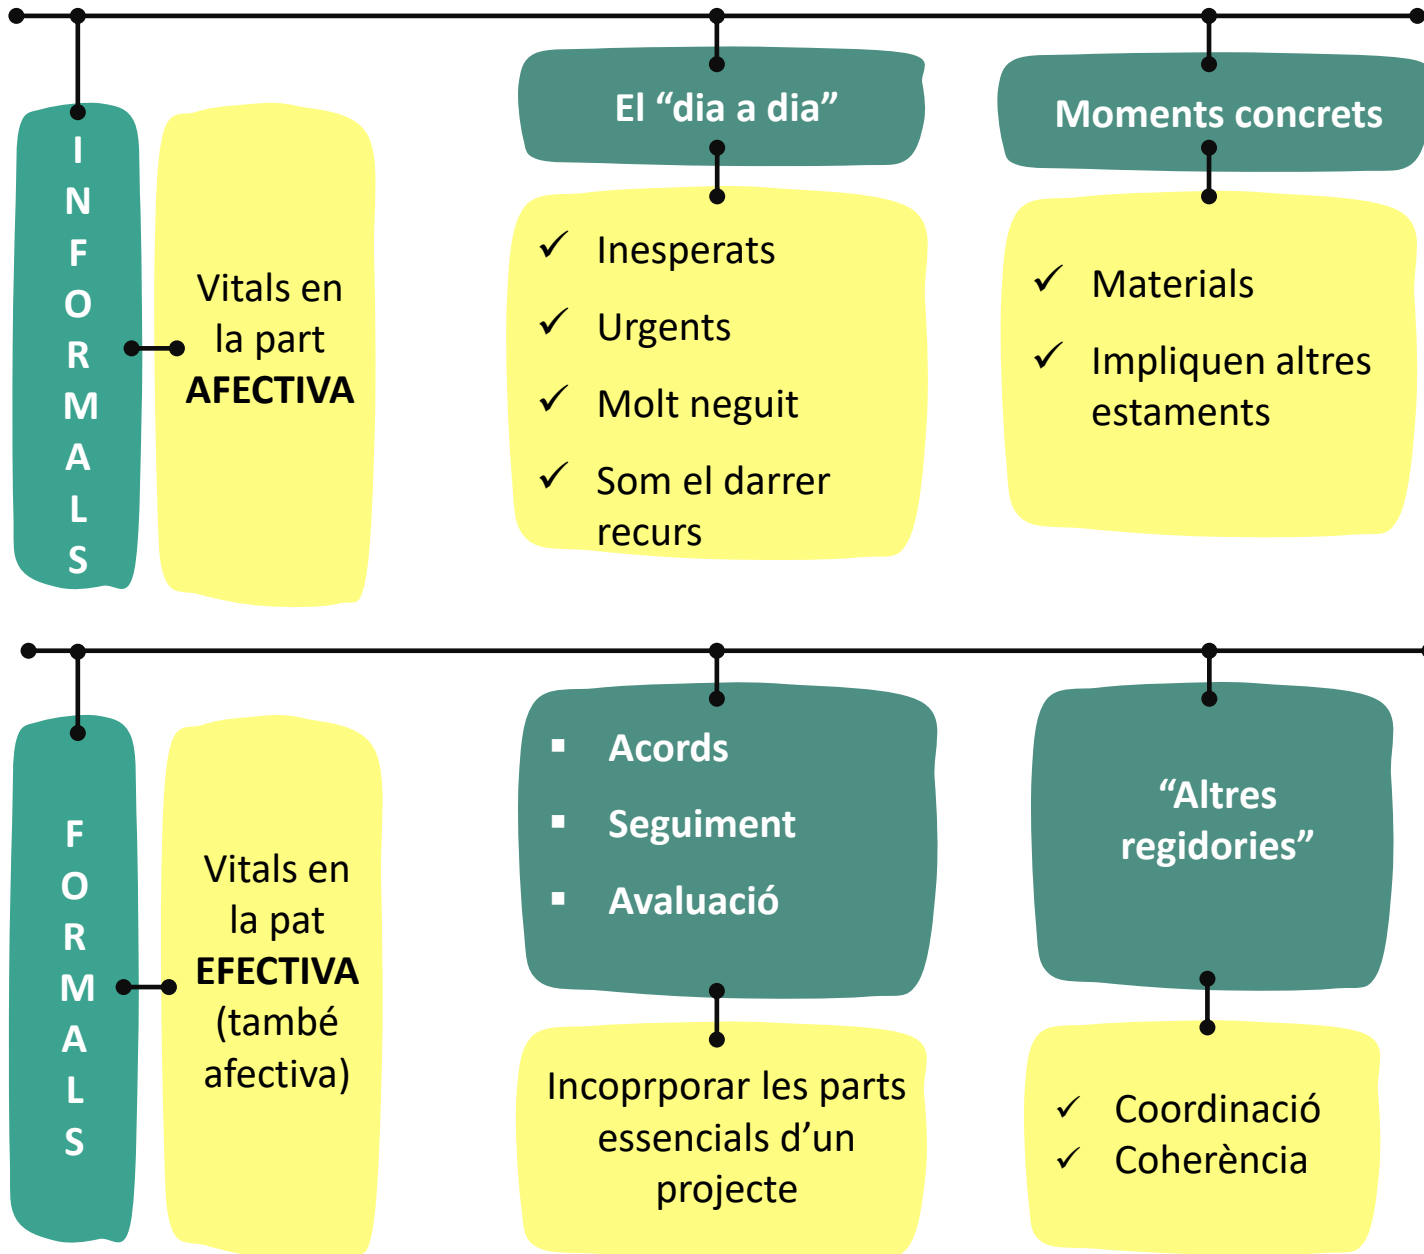 INFORMALS
Vitals en
la part
AFECTIVA
El “dia a dia”
✓ Inesperats
✓ Urgents
✓ Molt neguit
✓ Som el darrer
recurs
Moments concrets
✓ Materials
✓ Impliquen altres
estaments
FORMALS
Vitals en
la pat
EFECTIVA
(també
afectiva)
▪ Acords
▪ Seguiment
▪ Avaluació
Incoprporar les parts
essencials d’un
projecte
“Altres
regidories”
✓ Coordinació
✓ Coherència